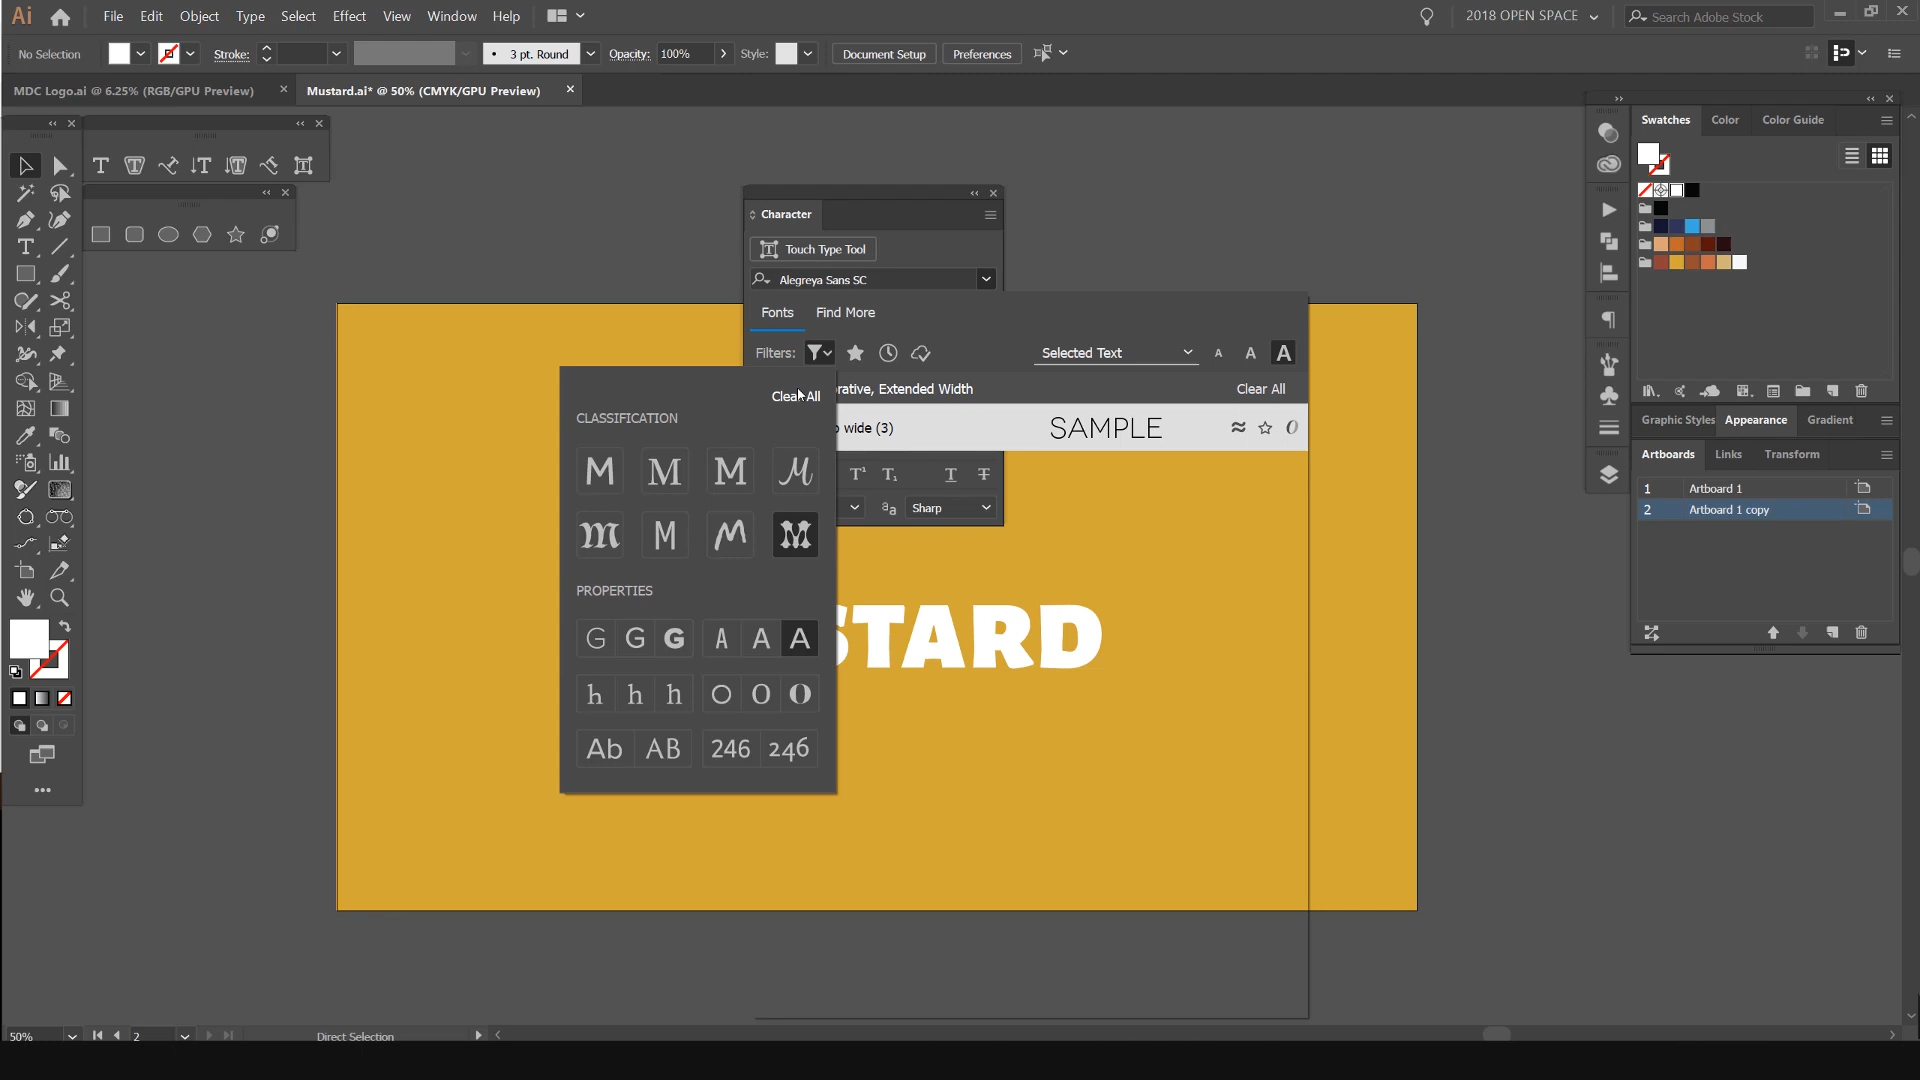 Ai File Edit Object Type Select Effect View Window Help 2018 OPEN SPACE Search Adobe Stock
No Selection Stroke: 3 pt. Round Opacity: 100% Style: Document Setup Preferences
MDC Logo.ai @ 6.25% (RGB/GPU Preview) Mustard.ai* @ 50% (CMYK/GPU Preview)
Swatches Color Color Guide
Character
Touch Type Tool
Alegreya Sans SC
Fonts Find More
Filters: Selected Text A A A
rative, Extended Width Clear All
Clear All
wide (3) SAMPLE
CLASSIFICATION
M M M M
M M M M
Sharp
PROPERTIES
G G G A A A
h h h O O O
Ab AB 246 246
STARD
Graphic Styles Appearance Gradient
Artboards Links Transform
1 Artboard 1
2 Artboard 1 copy
50% 2 Direct Selection